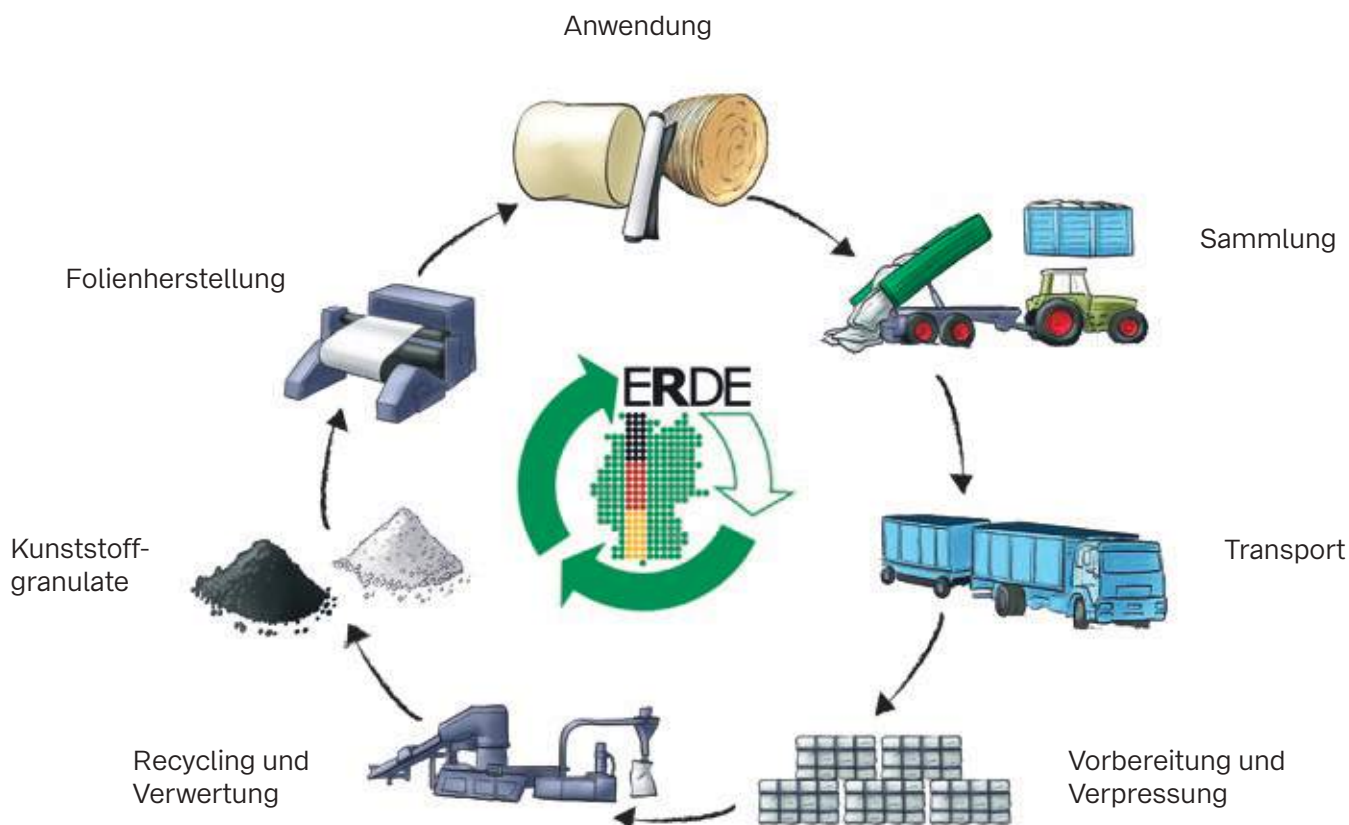 Anwendung
Sammlung
Folienherstellung
ERDE
Kunststoff-
granulate
Transport
Recycling und
Verwertung
Vorbereitung und
Verpressung